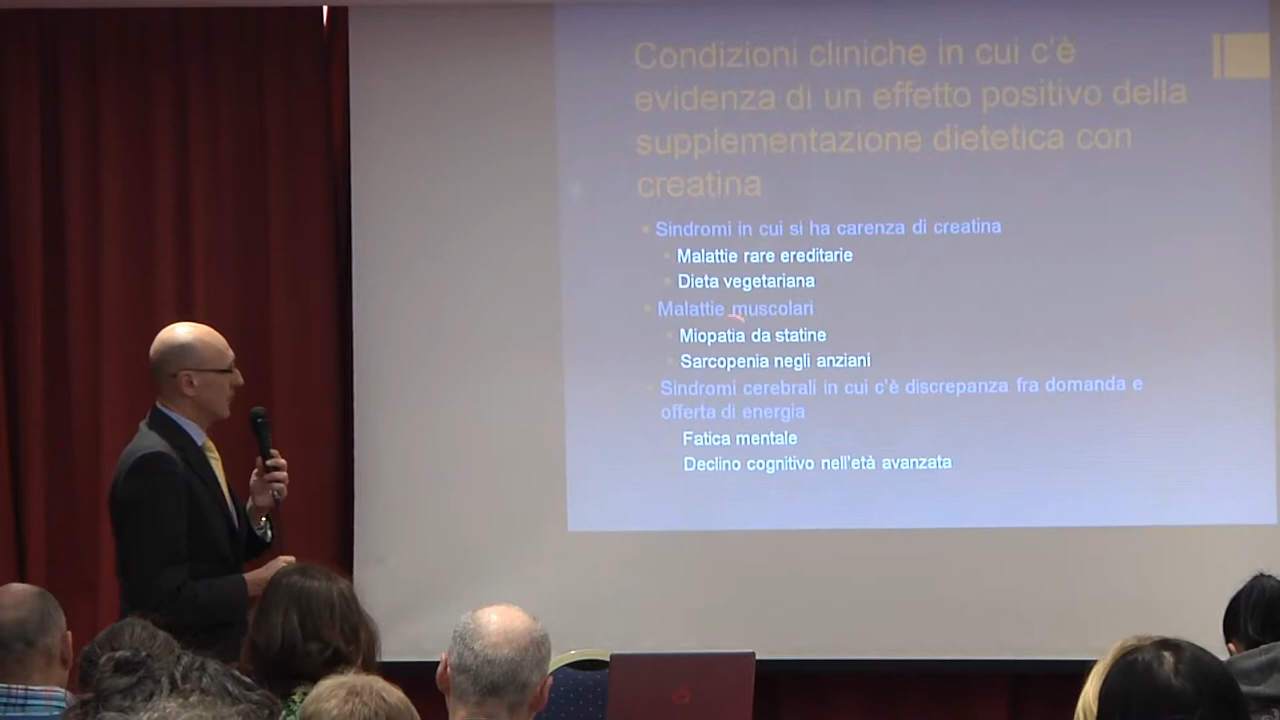 Condizioni cliniche in cui c'è
evidenza di un effetto positivo della
supplementazione dietetica con
creatina
Sindromi in cui si ha carenza di creatina
Malattie rare ereditarie
Dieta vegetariana
Malattie muscolari
Miopatia da statine
Sarcopenia negli anziani
Sindromi cerebrali in cui c'è discrepanza fra domanda e
offerta di energia
Fatica mentale
Declino cognitivo nell'età avanzata